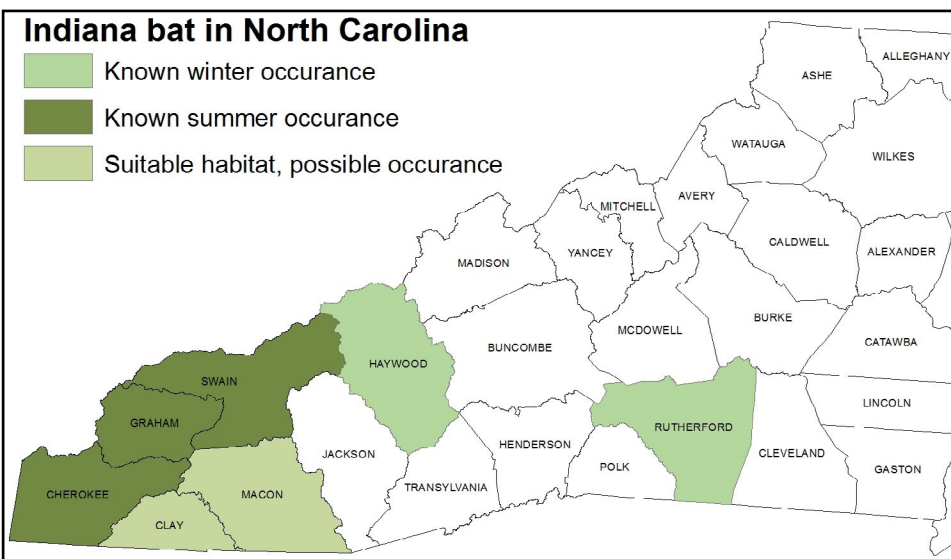 Indiana bat in North Carolina
Known winter occurance
Known summer occurance
Suitable habitat, possible occurance
ALLEGHANY
ASHE
WATAUGA
WILKES
MITCHELL
AVERY
YANCEY
CALDWELL
ALEXANDER
MADISON
BURKE
MCDOWELL
BUNCOMBE
CATAWBA
HAYWOOD
SWAIN
LINCOLN
GRAHAM
RUTHERFORD
HENDERSON
CLEVELAND
JACKSON
POLK
GASTON
TRANSYLVANIA
CHEROKEE
MACON
CLAY